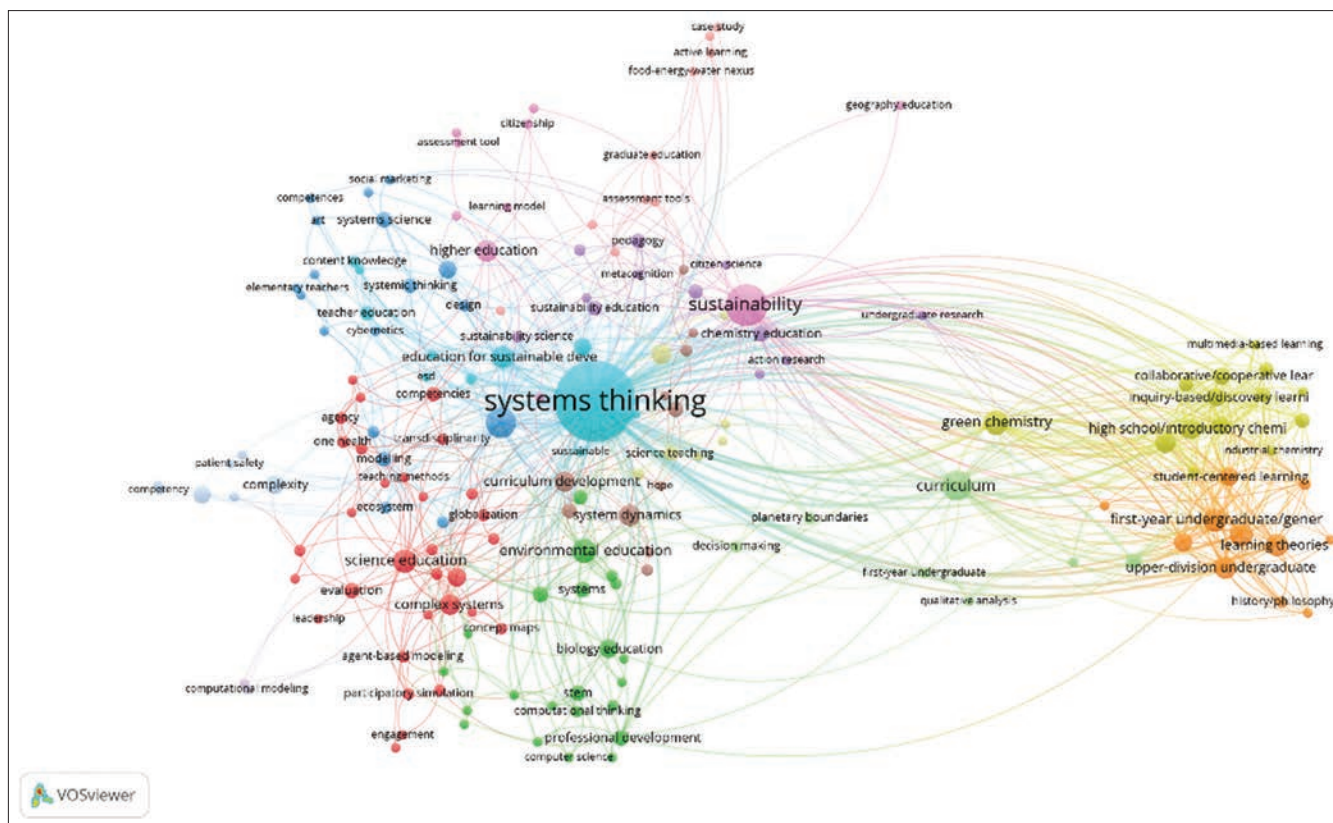 case study
active learning
food-energy-water nexus
geography education
citizenship
assessment tool
graduate education
social marketing
competences
assessment tools
learning model
art
systems science
pedagogy
higher education
content knowledge
citizen science
metacognition
elementary teachers
systemic thinking
design
sustainability education
sustainability
teacher education
undergraduate research
cybernetics
sustainability science
chemistry education
multimedia-based learning
education for sustainable deve
action research
esd
collaborative/cooperative lear
competencies
inquiry-based/discovery learni
systems thinking
agency
green chemistry
high school/introductory chemi
one health
transdisciplinarity
sustainable
science teaching
industrial chemistry
patient safety
modelling
teaching methods
student-centered learning
competency
complexity
curriculum development
hope
curriculum
ecosystem
globalization
system dynamics
planetary boundaries
first-year undergraduate/gener
decision making
learning theories
science education
environmental education
upper-division undergraduate
first-year undergraduate
evaluation
systems
complex systems
qualitative analysis
history/philosophy
leadership
concept maps
biology education
agent-based modeling
computational modeling
participatory simulation
stem
computational thinking
engagement
professional development
computer science
VOSviewer